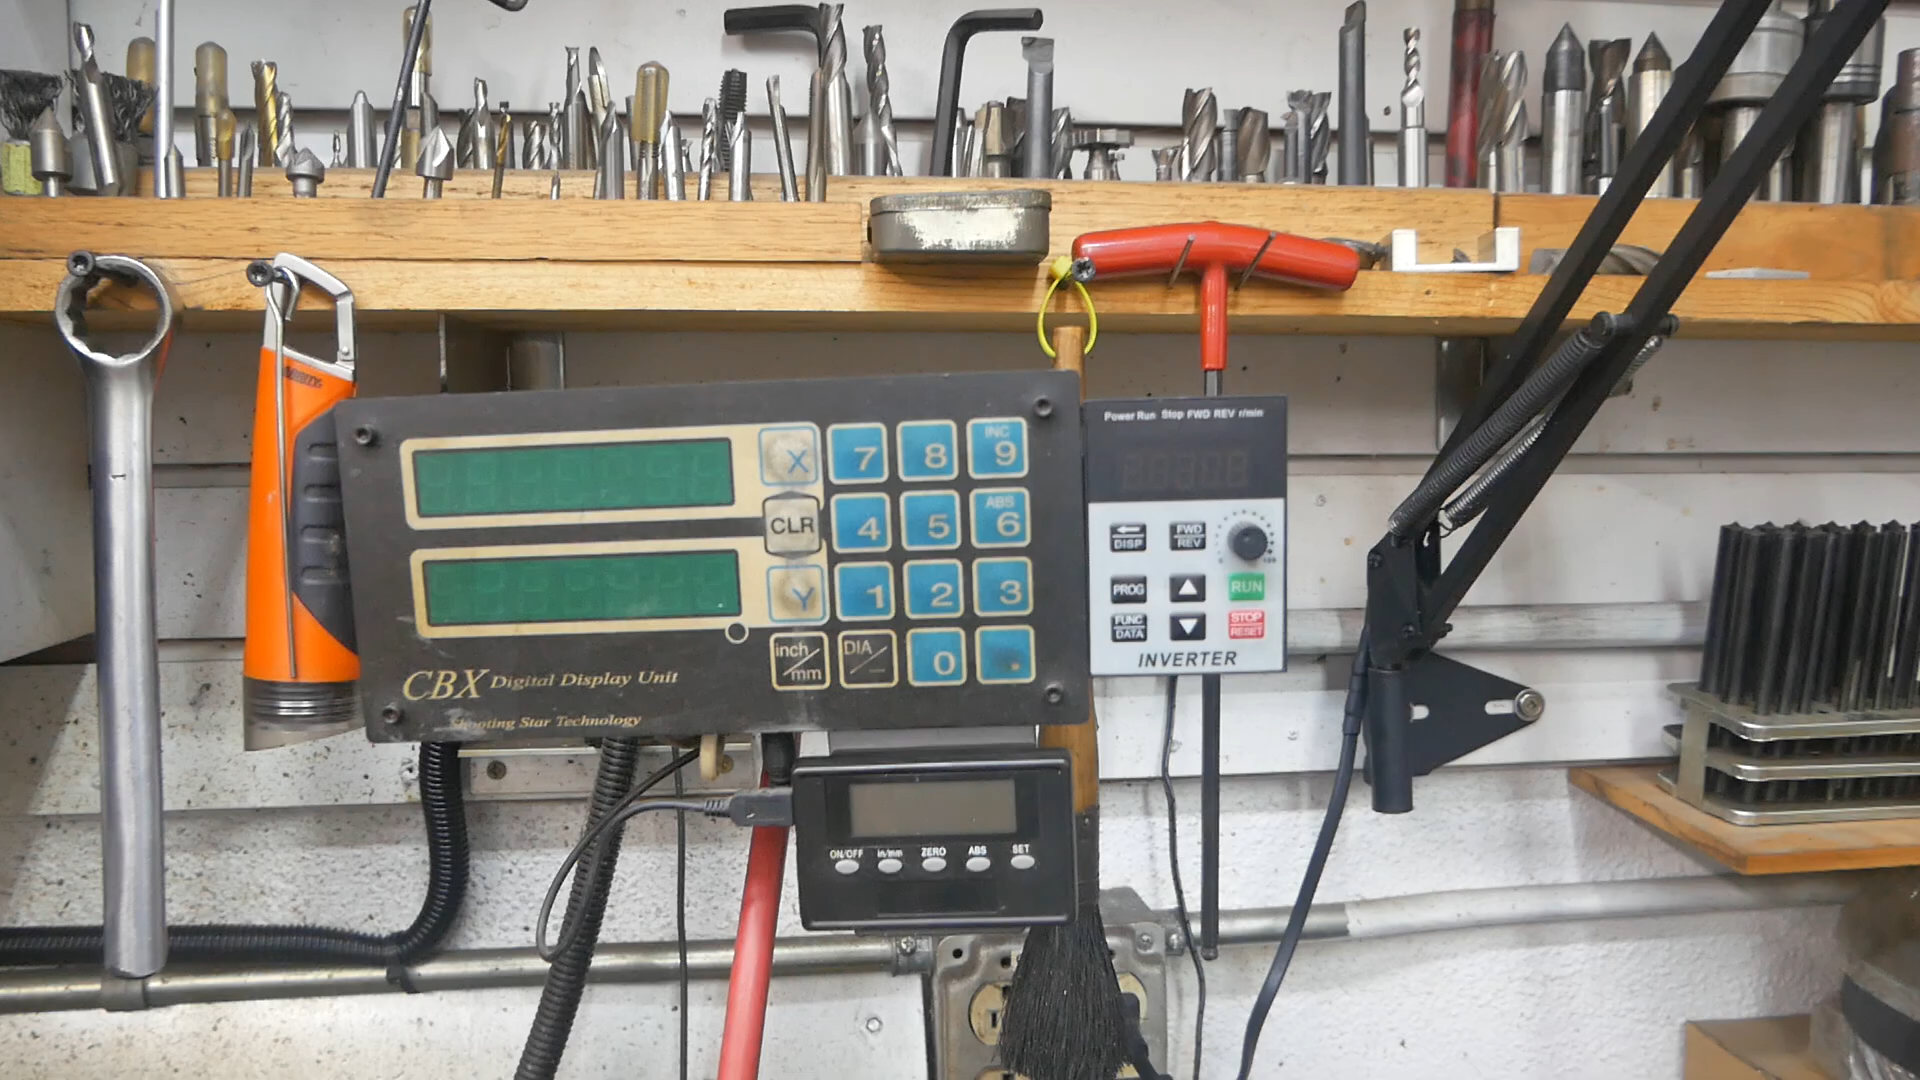 Power Run Stop FWD REV r/min
X
7
8
INC
9
CLR
4
5
ABS
6
Y
1
2
3
inch/mm
DIA
0
CBX Digital Display Unit
Shooting Star Technology
DISP
FWD
REV
PROG
RUN
FUNC
DATA
STOP
RESET
INVERTER
ON/OFF in/mm ZERO ABS SET